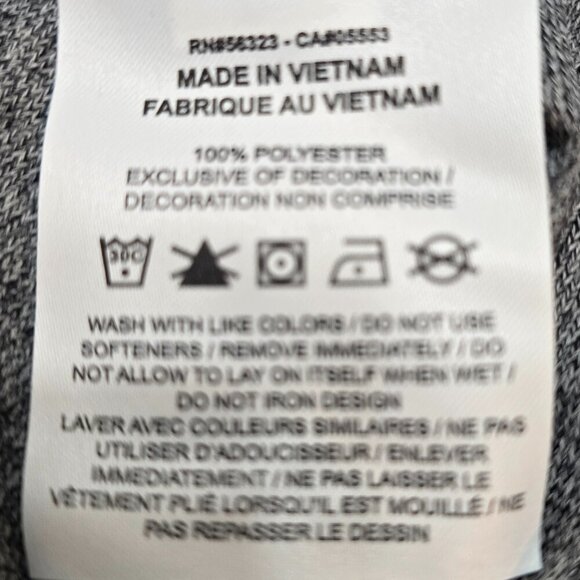 RN#56323 - CA#05553
MADE IN VIETNAM
FABRIQUE AU VIETNAM
100% POLYESTER
EXCLUSIVE OF DECORATION /
DECORATION NON COMPRISE
30C
WASH WITH LIKE COLORS / DO NOT USE
SOFTENERS / REMOVE IMMEDIATELY / DO
NOT ALLOW TO LAY ON ITSELF WHEN WET /
DO NOT IRON DESIGN
LAVER AVEC COULEURS SIMILAIRES / NE PAS
UTILISER D'ADOUCISSEUR / ENLEVER
IMMEDIATEMENT / NE PAS LAISSER LE
VÊTEMENT PLIÉ LORSQU'IL EST MOUILLÉ / NE
PAS REPASSER LE DESSIN